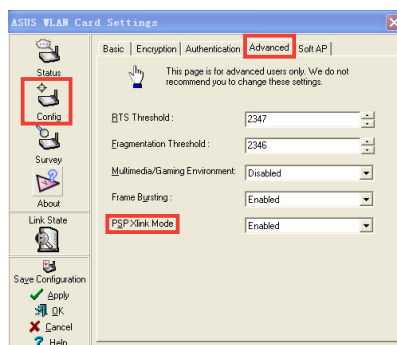 ASUS WLAN Card Settings
Status
Config
Survey
About
Link State
Save Configuration
Apply
OK
Cancel
Help
Basic Encryption Authentication Advanced Soft AP
This page is for advanced users only. We do not
recommend you to change these settings.
RTS Threshold : 2347
Fragmentation Threshold : 2346
Multimedia/Gaming Environment: Disabled
Frame Bursting : Enabled
PSP Xlink Mode Enabled